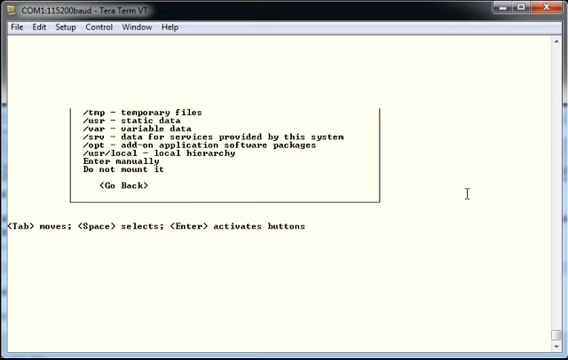 COM1:115200baud - Tera Term VT
File Edit Setup Control Window Help
/tmp - temporary files
/usr - static data
/var - variable data
/srv - data for services provided by this system
/opt - add-on application software packages
/usr/local - local hierarchy
Enter manually
Do not mount it
<Go Back>
<Tab> moves; <Space> selects; <Enter> activates buttons